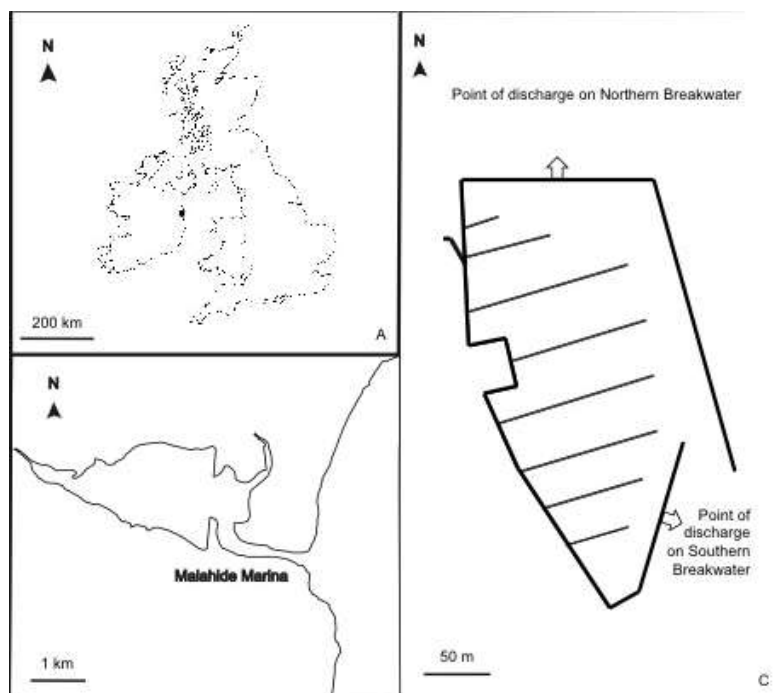 N
200 km
A
N
Malahide Marina
1 km
N
Point of discharge on Northern Breakwater
Point of
discharge
on Southern
Breakwater
50 m
C